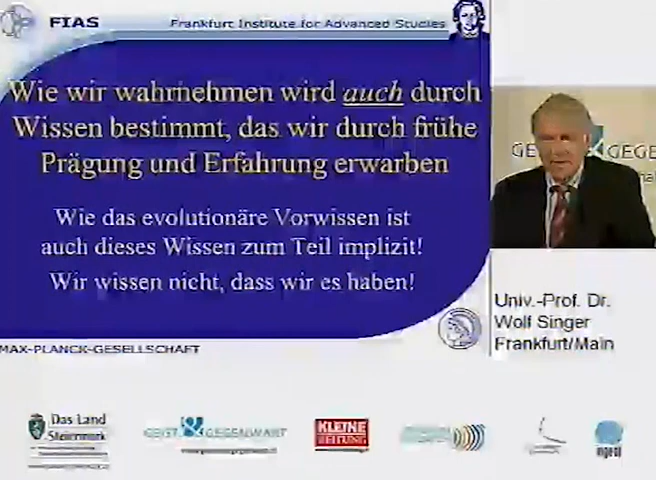 FIAS
Frankfurt Institute for Advanced Studies
Wie wir wahrnehmen wird auch durch
Wissen bestimmt, das wir durch frühe
Prägung und Erfahrung erwarben
Wie das evolutionäre Vorwissen ist
auch dieses Wissen zum Teil implizit!
Wir wissen nicht, dass wir es haben!
MAX-PLANCK-GESELLSCHAFT
GE & GEGE
Univ.-Prof. Dr.
Wolf Singer
Frankfurt/Main
Das Land
Steiermark
GEIST & GEGENWART
KLEINE
ZEITUNG